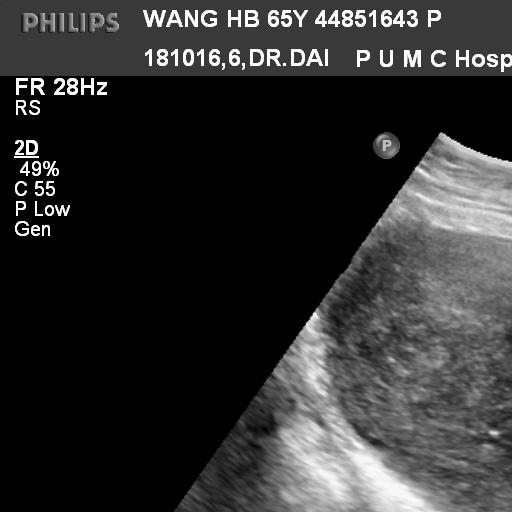 PHILIPS WANG HB 65Y 44851643 P
181016,6,DR.DAI P U M C Hosp
FR 28Hz
RS
2D
49%
C 55
P Low
Gen
P